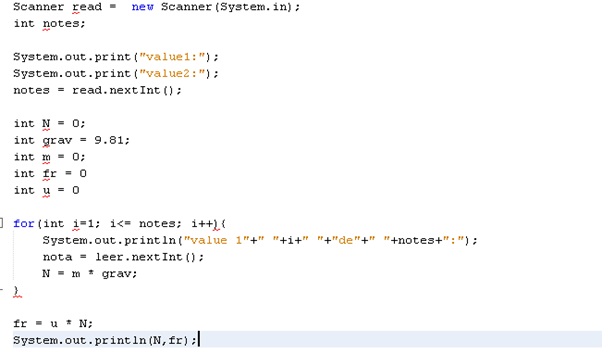 Scanner read =  new Scanner(System.in);
int notes;
System.out.print("value1:");
System.out.print("value2:");
notes = read.nextInt();
int N = 0;
int grav = 9.81;
int m = 0;
int fr = 0
int u = 0
for(int i=1; i<= notes; i++){
System.out.println("value 1"+" "+i+" "+"de"+" "+notes+":");
nota = leer.nextInt();
N = m * grav;
}
fr = u * N;
System.out.println(N,fr);